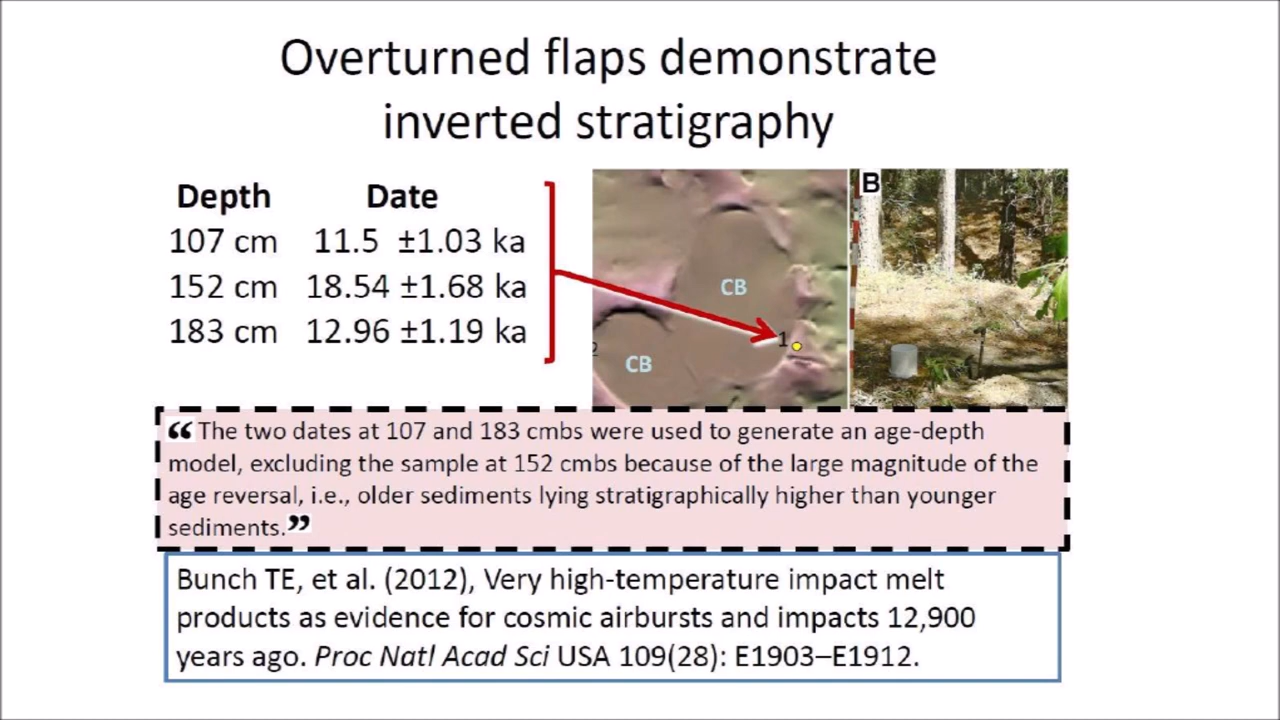 Overturned flaps demonstrate
inverted stratigraphy
Depth Date
107 cm 11.5 ±1.03 ka
152 cm 18.54 ±1.68 ka
183 cm 12.96 ±1.19 ka
B
CB
1
2
CB
“The two dates at 107 and 183 cmbs were used to generate an age-depth
model, excluding the sample at 152 cmbs because of the large magnitude of the
age reversal, i.e., older sediments lying stratigraphically higher than younger
sediments.”
Bunch TE, et al. (2012), Very high-temperature impact melt
products as evidence for cosmic airbursts and impacts 12,900
years ago. Proc Natl Acad Sci USA 109(28): E1903–E1912.